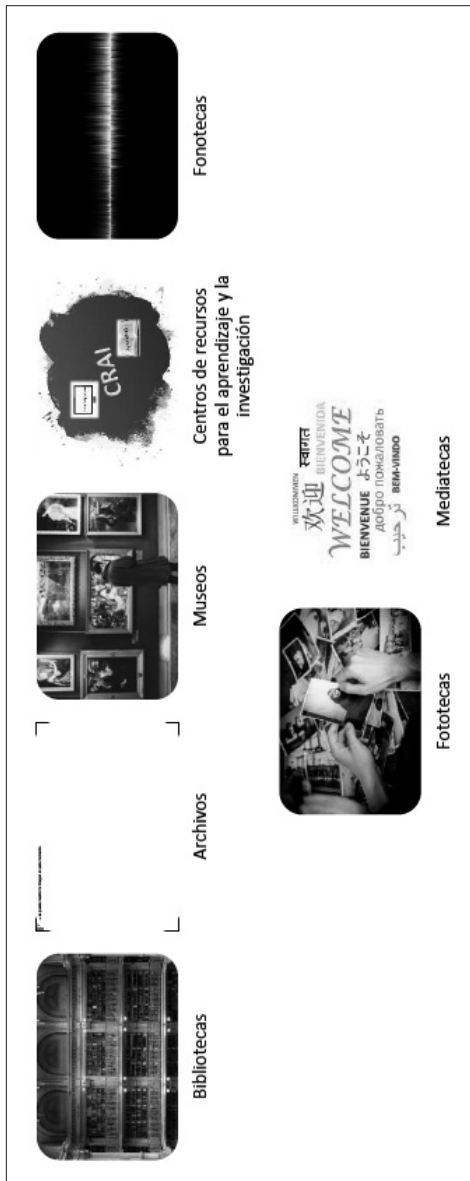 Bibliotecas
Archivos
Museos
CRAI
Centros de recursos
para el aprendizaje y la
investigación
Fonotecas
Fototecas
WILLKOMMEN स्वागत
欢迎 BIENVENIDA
WELCOME
BIENVENUE ようこそ
добро пожаловать
BEM-VINDO
Mediatecas